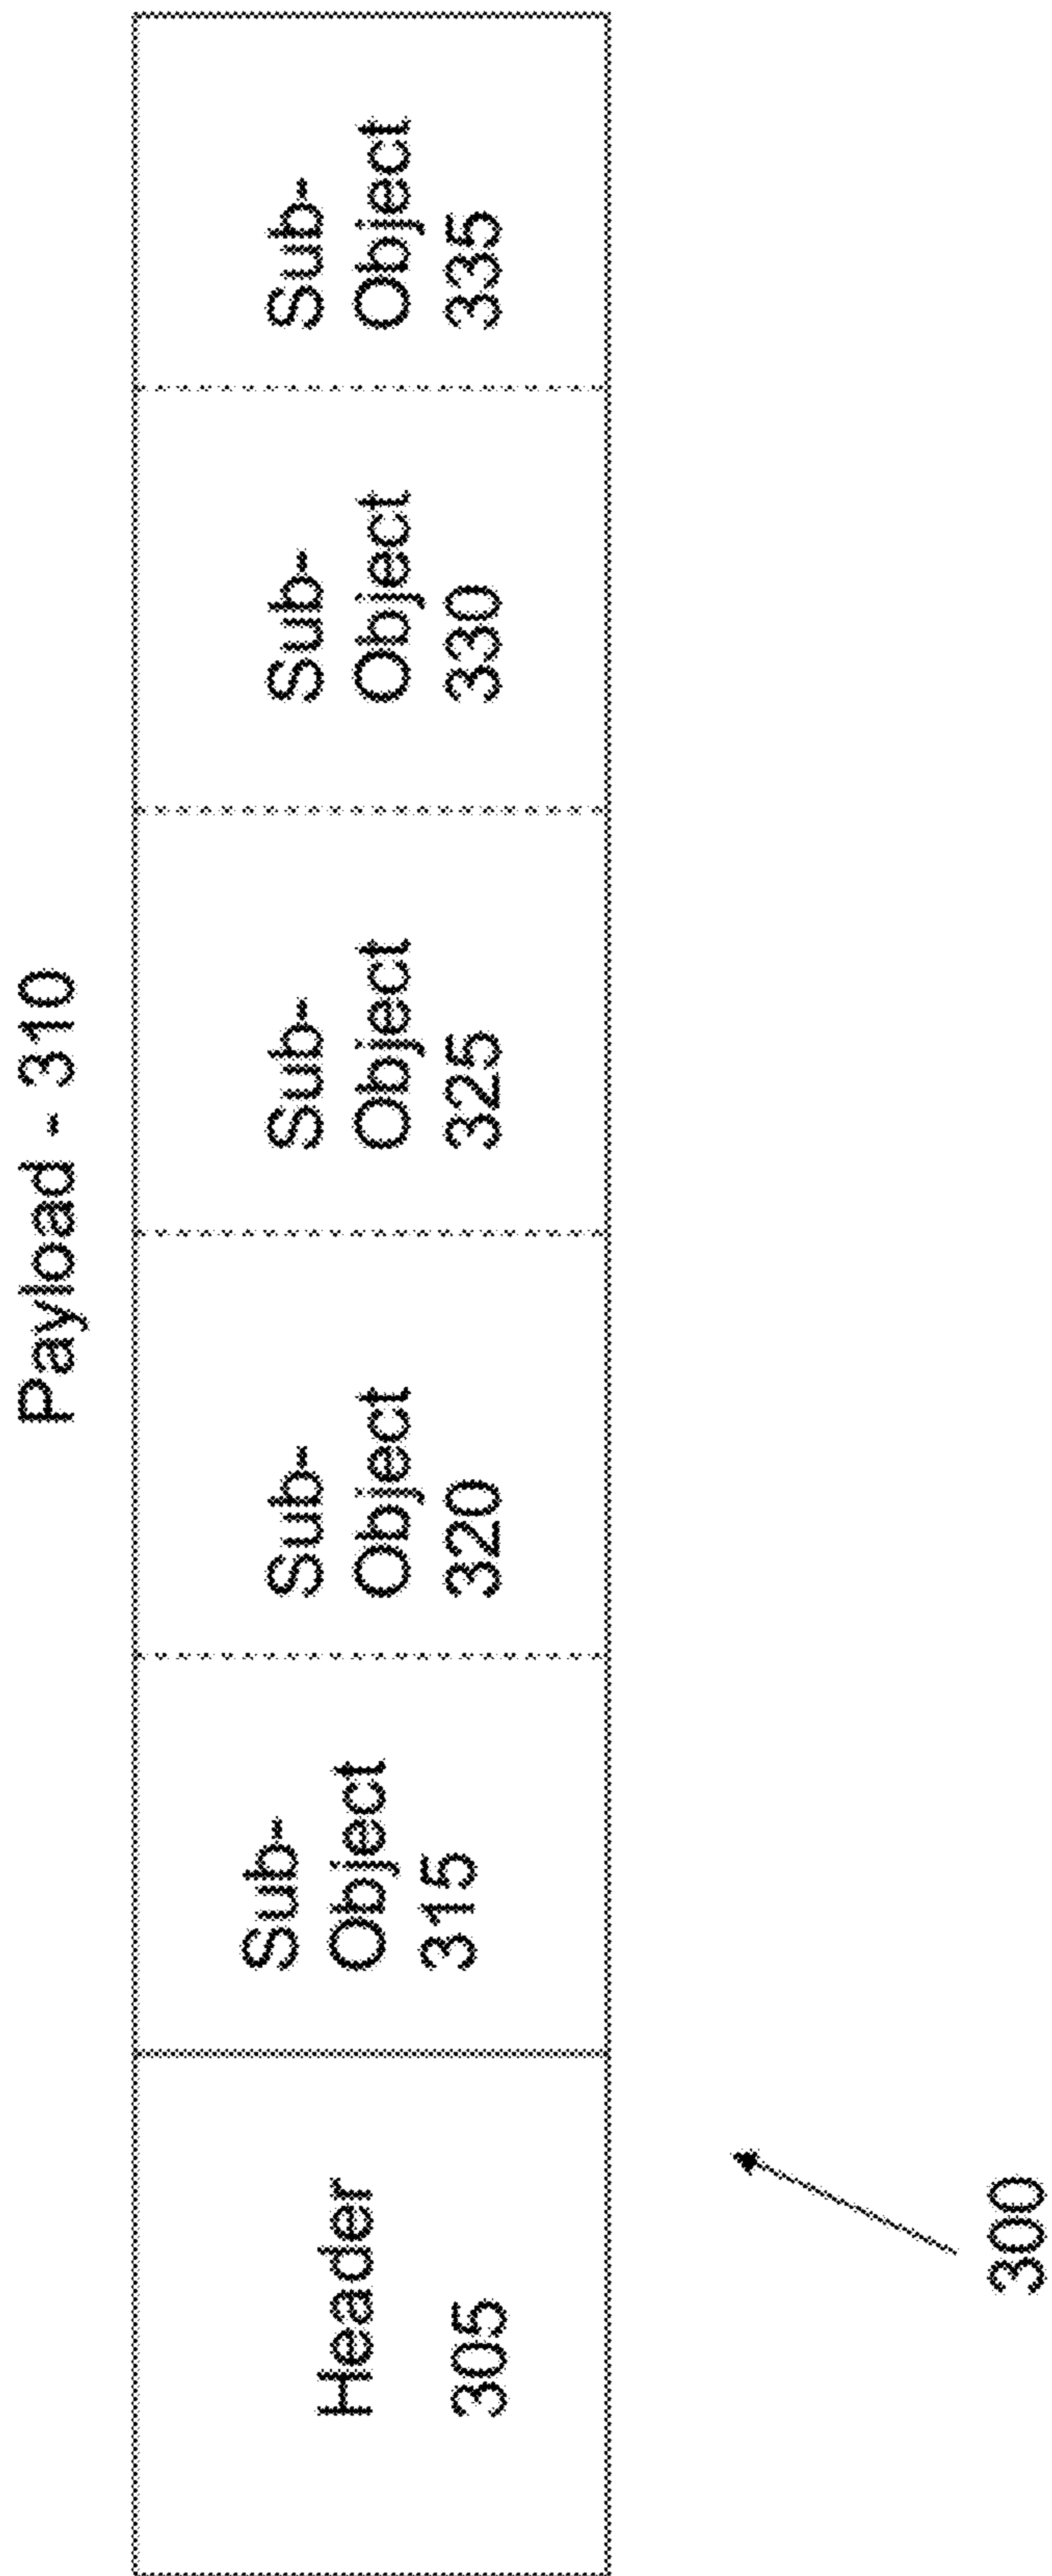 Payload - 310
Header
305
Sub-
Object
315
Sub-
Object
320
Sub-
Object
325
Sub-
Object
330
Sub-
Object
335
300